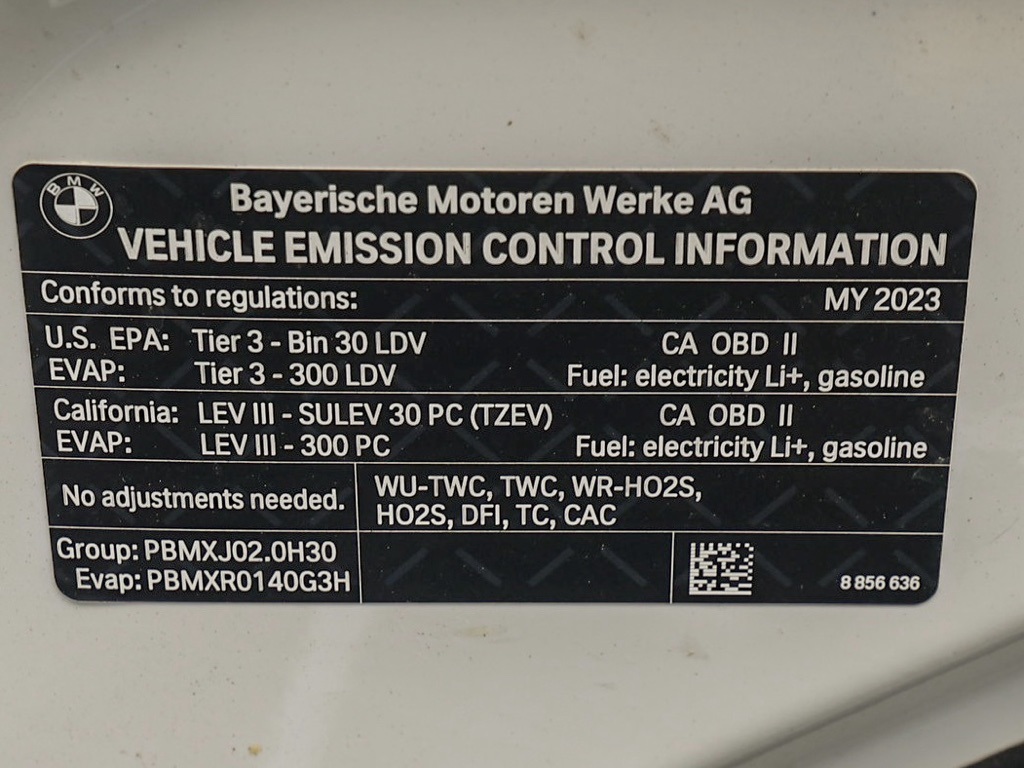 BMW
Bayerische Motoren Werke AG
VEHICLE EMISSION CONTROL INFORMATION
Conforms to regulations: MY 2023
U.S. EPA: Tier 3 - Bin 30 LDV CA OBD II
EVAP: Tier 3 - 300 LDV Fuel: electricity Li+, gasoline
California: LEV III - SULEV 30 PC (TZEV) CA OBD II
EVAP: LEV III - 300 PC Fuel: electricity Li+, gasoline
No adjustments needed.
WU-TWC, TWC, WR-HO2S,
HO2S, DFI, TC, CAC
Group: PBMXJ02.0H30
Evap: PBMXR0140G3H
8 856 636